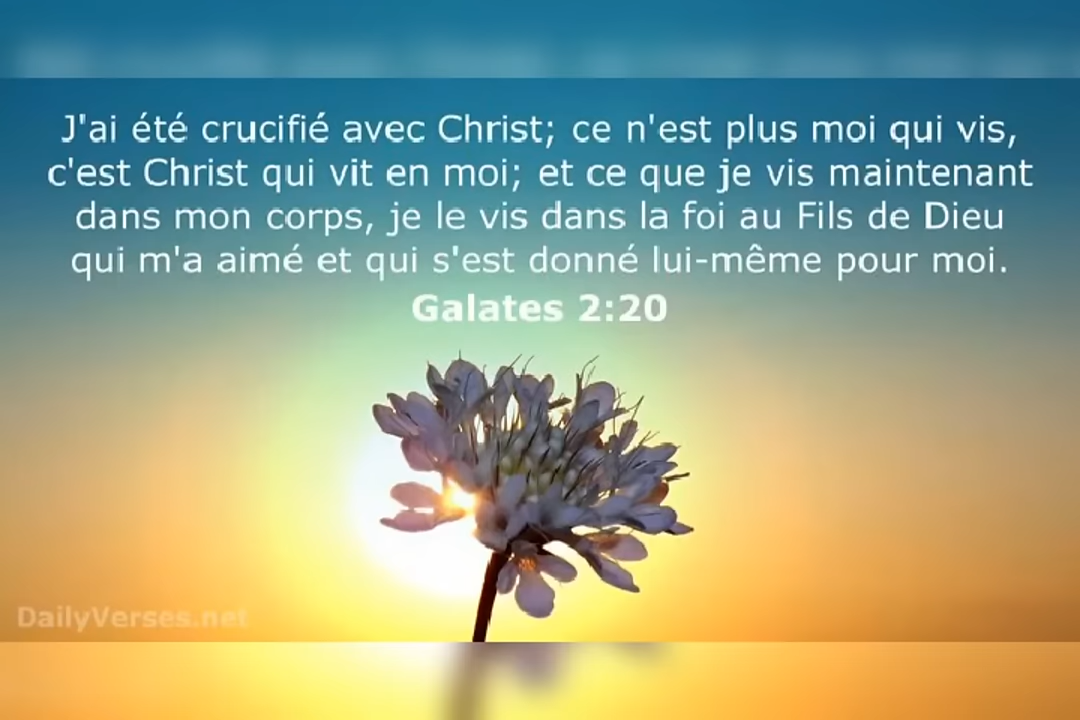 J'ai été crucifié avec Christ; ce n'est plus moi qui vis,
c'est Christ qui vit en moi; et ce que je vis maintenant
dans mon corps, je le vis dans la foi au Fils de Dieu
qui m'a aimé et qui s'est donné lui-même pour moi.
Galates 2:20
DailyVerses.net